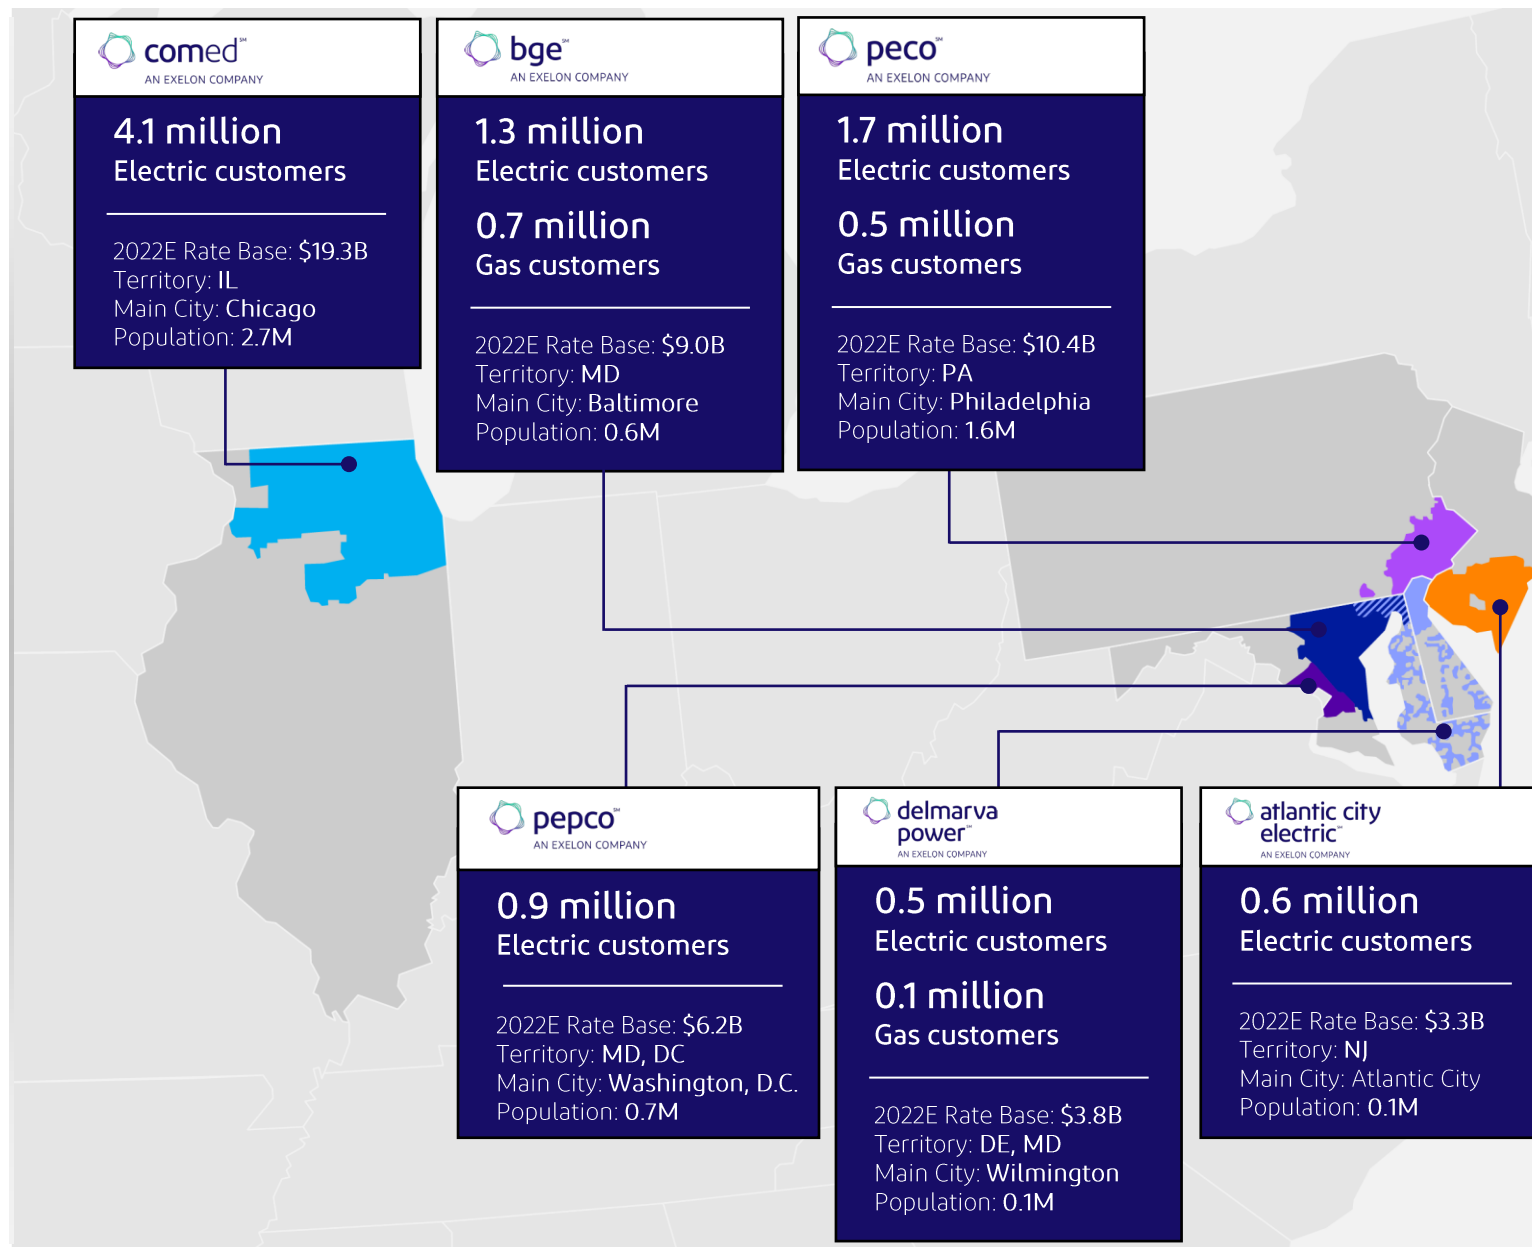 comed℠
AN EXELON COMPANY
4.1 million
Electric customers
2022E Rate Base: $19.3B
Territory: IL
Main City: Chicago
Population: 2.7M
bge℠
AN EXELON COMPANY
1.3 million
Electric customers
0.7 million
Gas customers
2022E Rate Base: $9.0B
Territory: MD
Main City: Baltimore
Population: 0.6M
peco℠
AN EXELON COMPANY
1.7 million
Electric customers
0.5 million
Gas customers
2022E Rate Base: $10.4B
Territory: PA
Main City: Philadelphia
Population: 1.6M
pepco℠
AN EXELON COMPANY
0.9 million
Electric customers
2022E Rate Base: $6.2B
Territory: MD, DC
Main City: Washington, D.C.
Population: 0.7M
delmarva
power℠
AN EXELON COMPANY
0.5 million
Electric customers
0.1 million
Gas customers
2022E Rate Base: $3.8B
Territory: DE, MD
Main City: Wilmington
Population: 0.1M
atlantic city
electric℠
AN EXELON COMPANY
0.6 million
Electric customers
2022E Rate Base: $3.3B
Territory: NJ
Main City: Atlantic City
Population: 0.1M